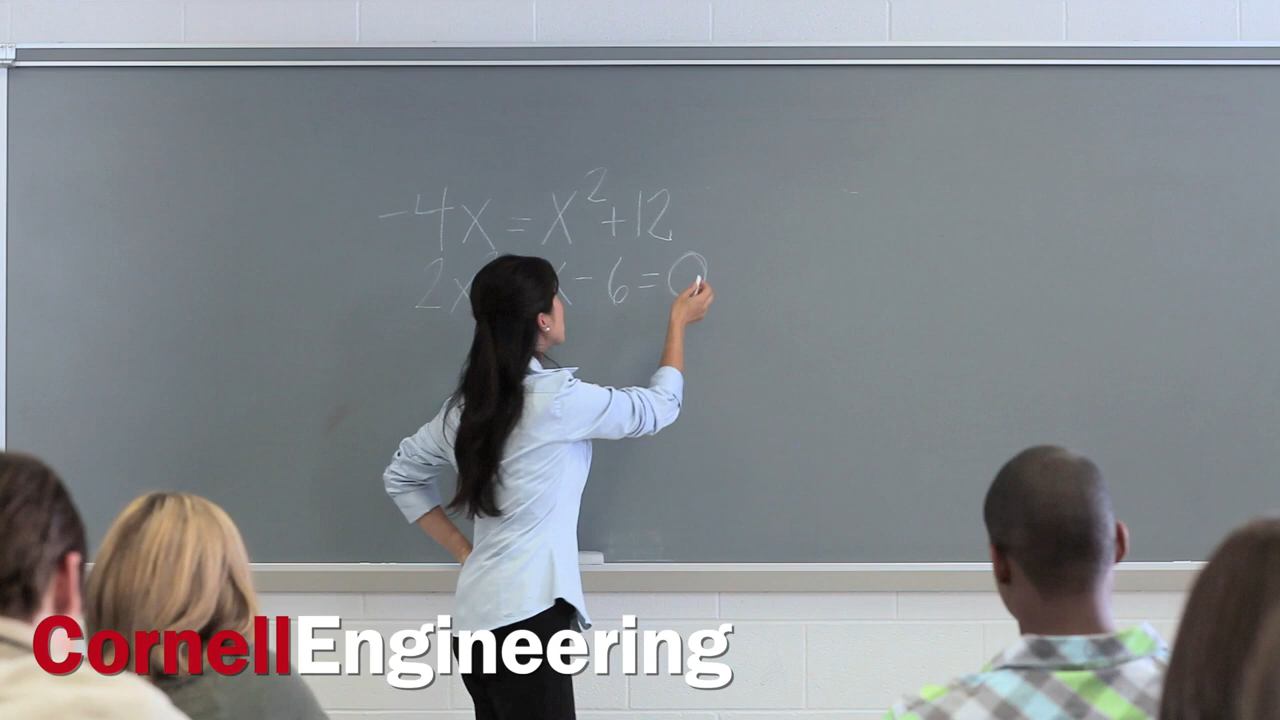 -4x = x²+12
2x x - 6 = 0
CornellEngineering